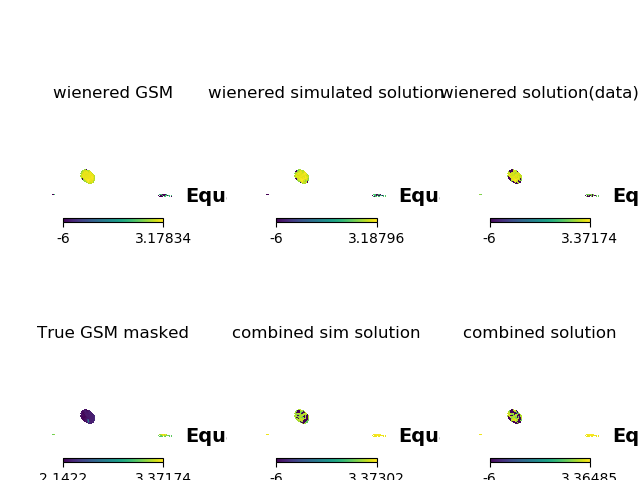 wienered GSM
wienered simulated solution
wienered solution(data)
Equ
Equ
Eq
-6 3.17834
-6 3.18796
-6 3.37174
True GSM masked
combined sim solution
combined solution
Equ
Equ
Eq
2.1422 3.37174
-6 3.37302
-6 3.36485